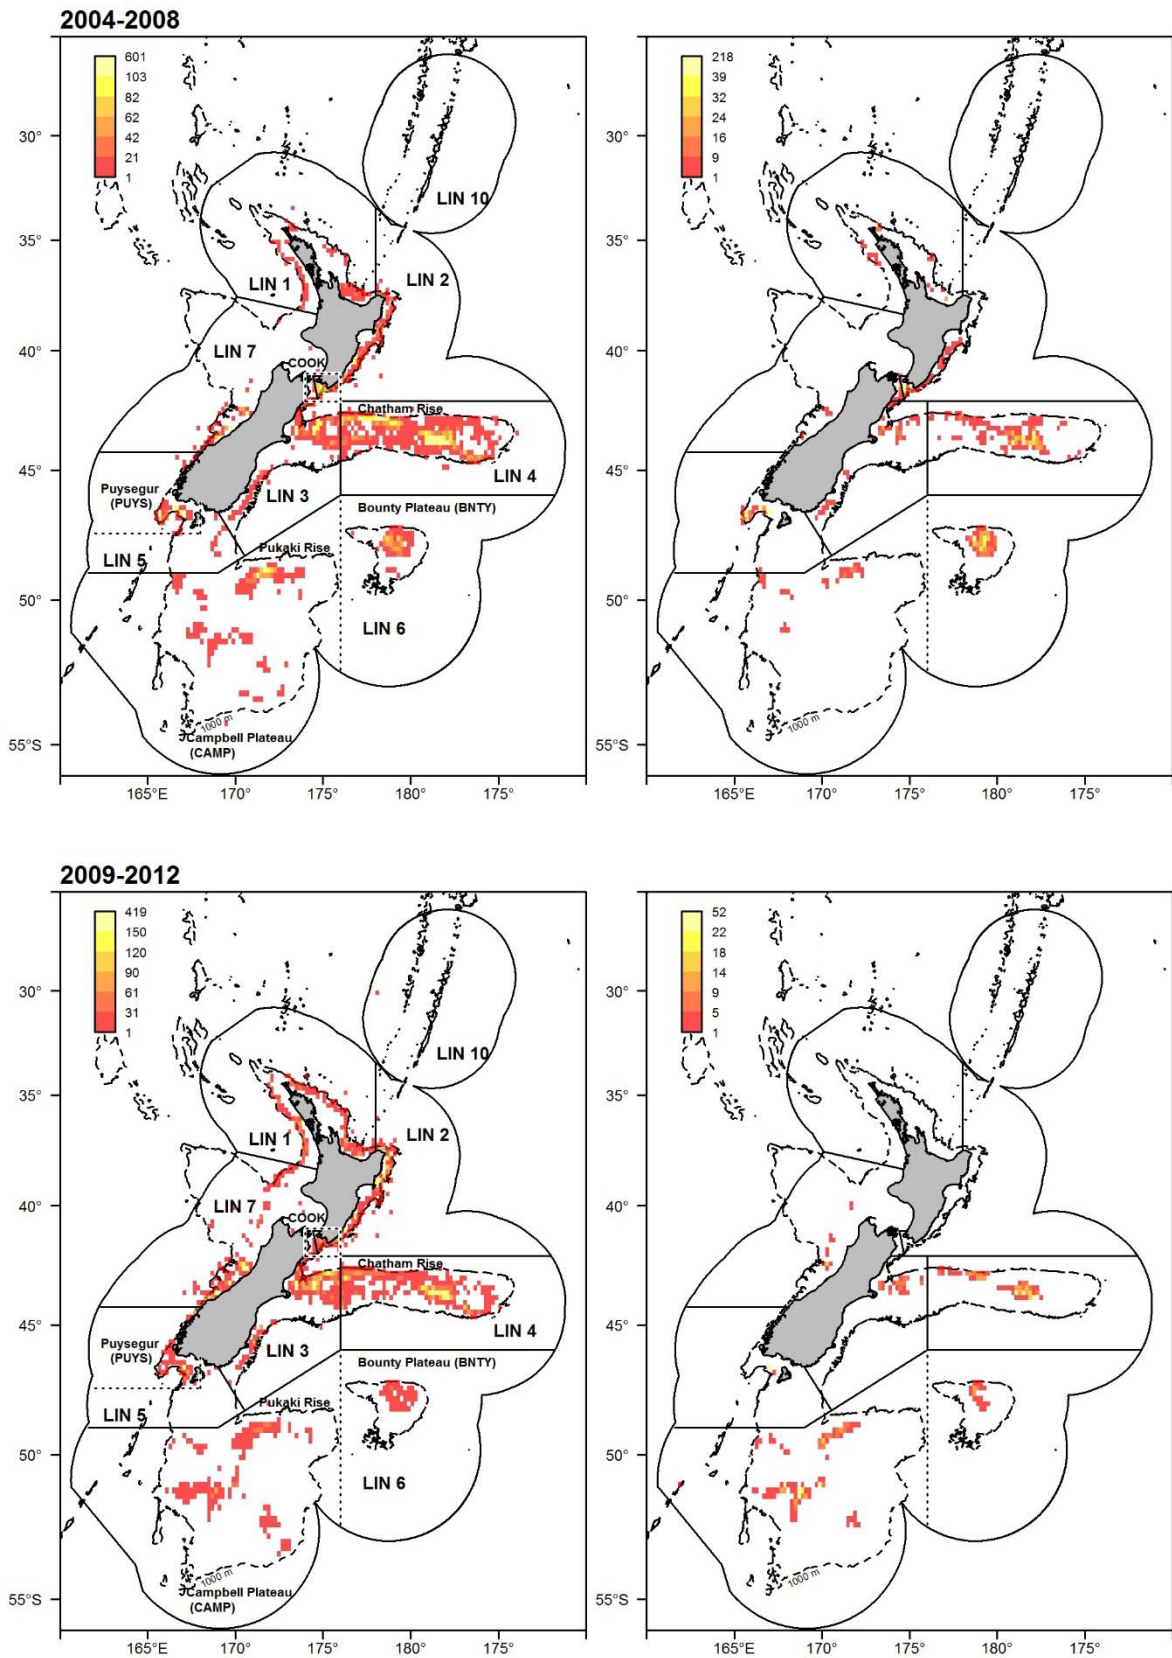 2004-2008
601
103
82
62
42
21
1
LIN 10
LIN 1
LIN 2
LIN 7
COOK
Chatham Rise
LIN 4
LIN 3
Puysegur
(PUYS)
Bounty Plateau (BNTY)
Pukaki Rise
LIN 5
LIN 6
1000 m
Campbell Plateau
(CAMP)
30°
35°
40°
45°
50°
55°S
165°E
170°
175°
180°
175°
218
39
32
24
16
9
1
LIN 10
1000 m
30°
35°
40°
45°
50°
55°S
165°E
170°
175°
180°
175°
2009-2012
419
150
120
90
61
31
1
LIN 10
LIN 1
LIN 2
LIN 7
COOK
Chatham Rise
LIN 4
LIN 3
Puysegur
(PUYS)
Bounty Plateau (BNTY)
Pukaki Rise
LIN 5
LIN 6
1000 m
Campbell Plateau
(CAMP)
30°
35°
40°
45°
50°
55°S
165°E
170°
175°
180°
175°
52
22
18
14
9
5
1
1000 m
30°
35°
40°
45°
50°
55°S
165°E
170°
175°
180°
175°